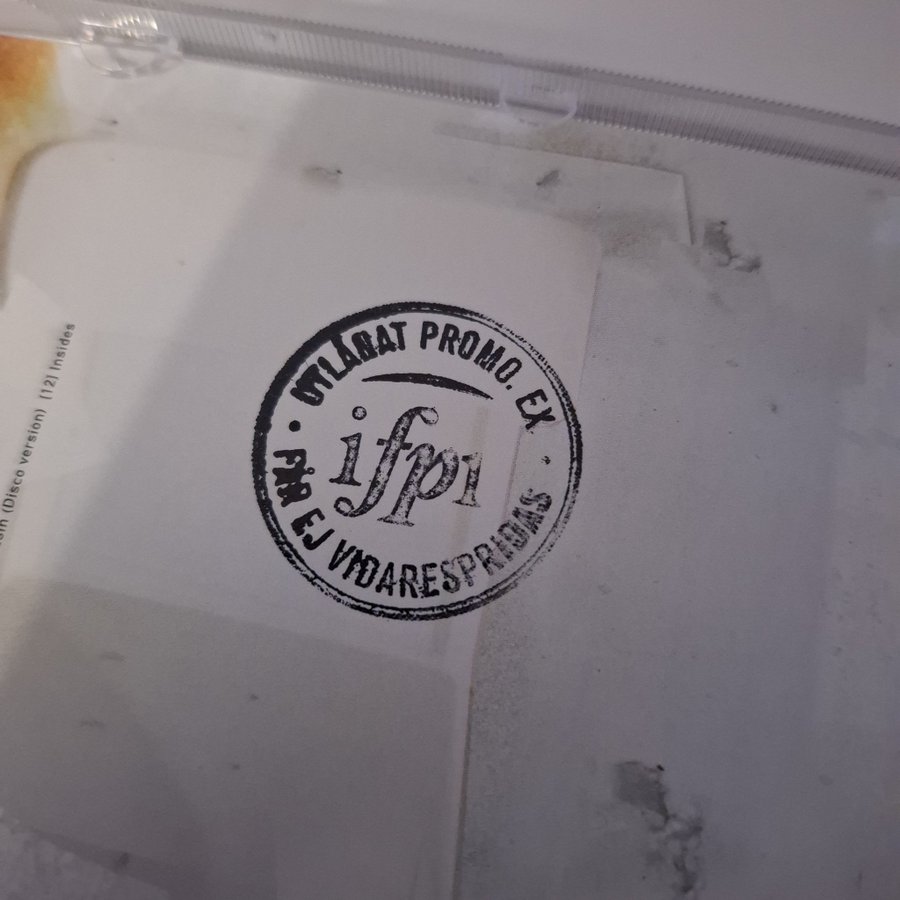 (Disco version) [12] Insides
UTLÅNAT PROMO. EX
ifpi
FÅR EJ VIDARESPRIDAS